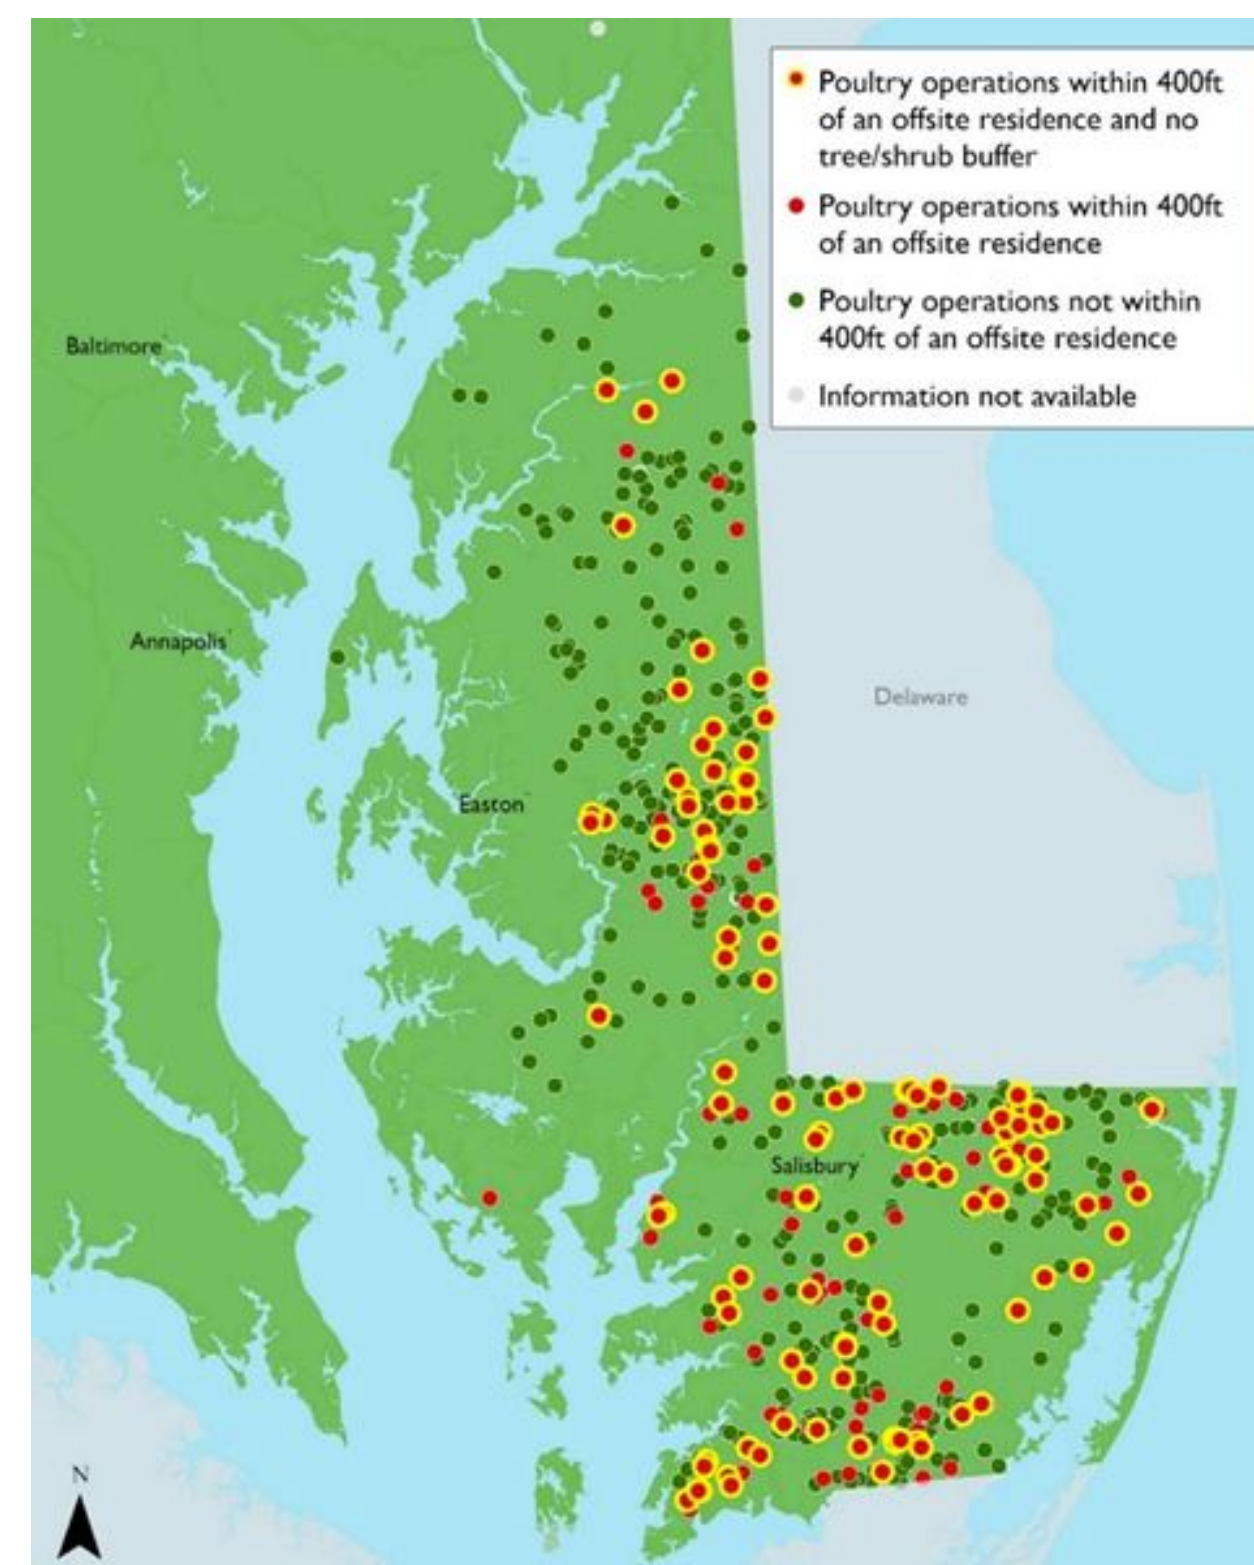 Poultry operations within 400ft
of an offsite residence and no
tree/shrub buffer
Poultry operations within 400ft
of an offsite residence
Poultry operations not within
400ft of an offsite residence
Information not available
Baltimore
Annapolis
Delaware
Easton
Salisbury
N